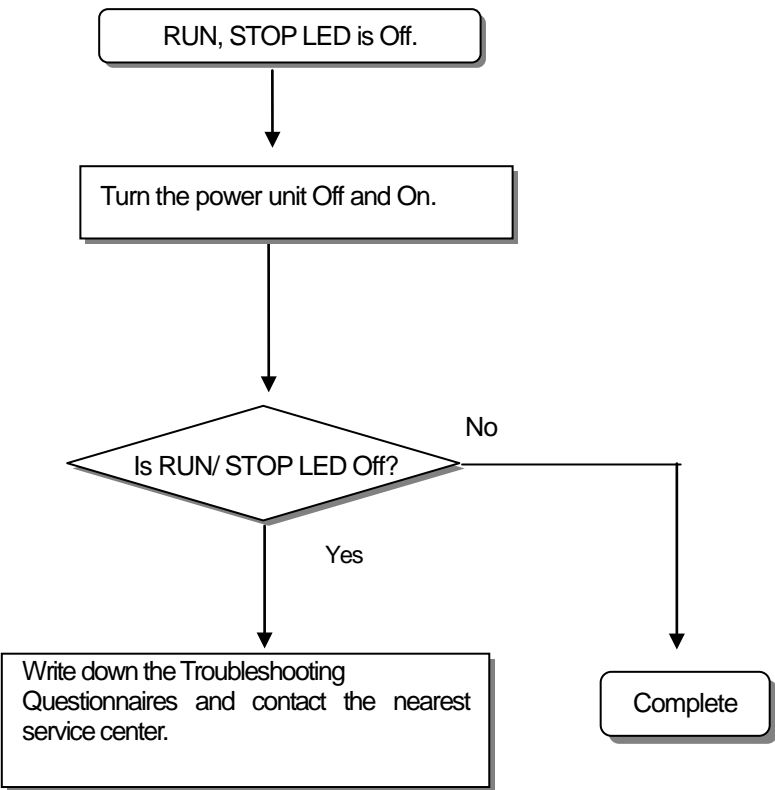 RUN, STOP LED is Off.
Turn the power unit Off and On.
No
Is RUN/ STOP LED Off?
Yes
Write down the Troubleshooting
Questionnaires and contact the nearest
service center.
Complete